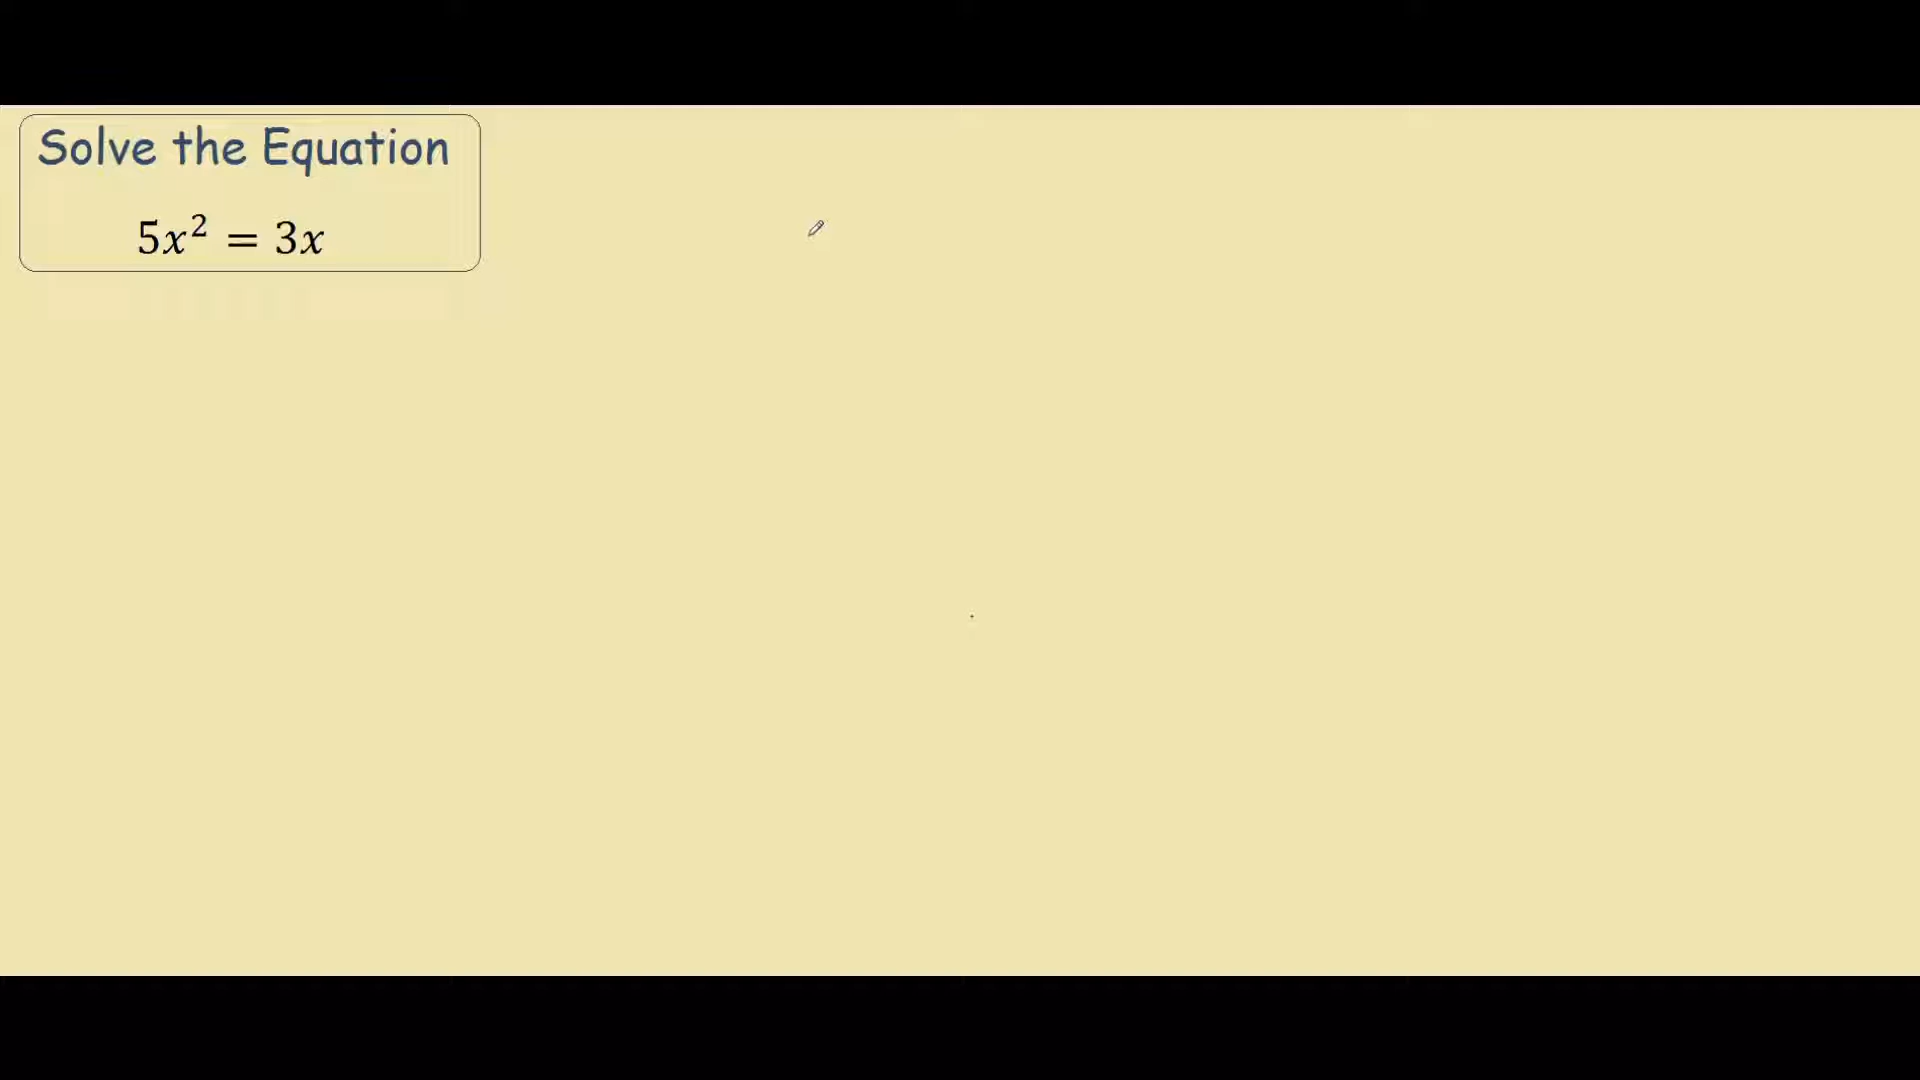 Solve the Equation
5x² = 3x